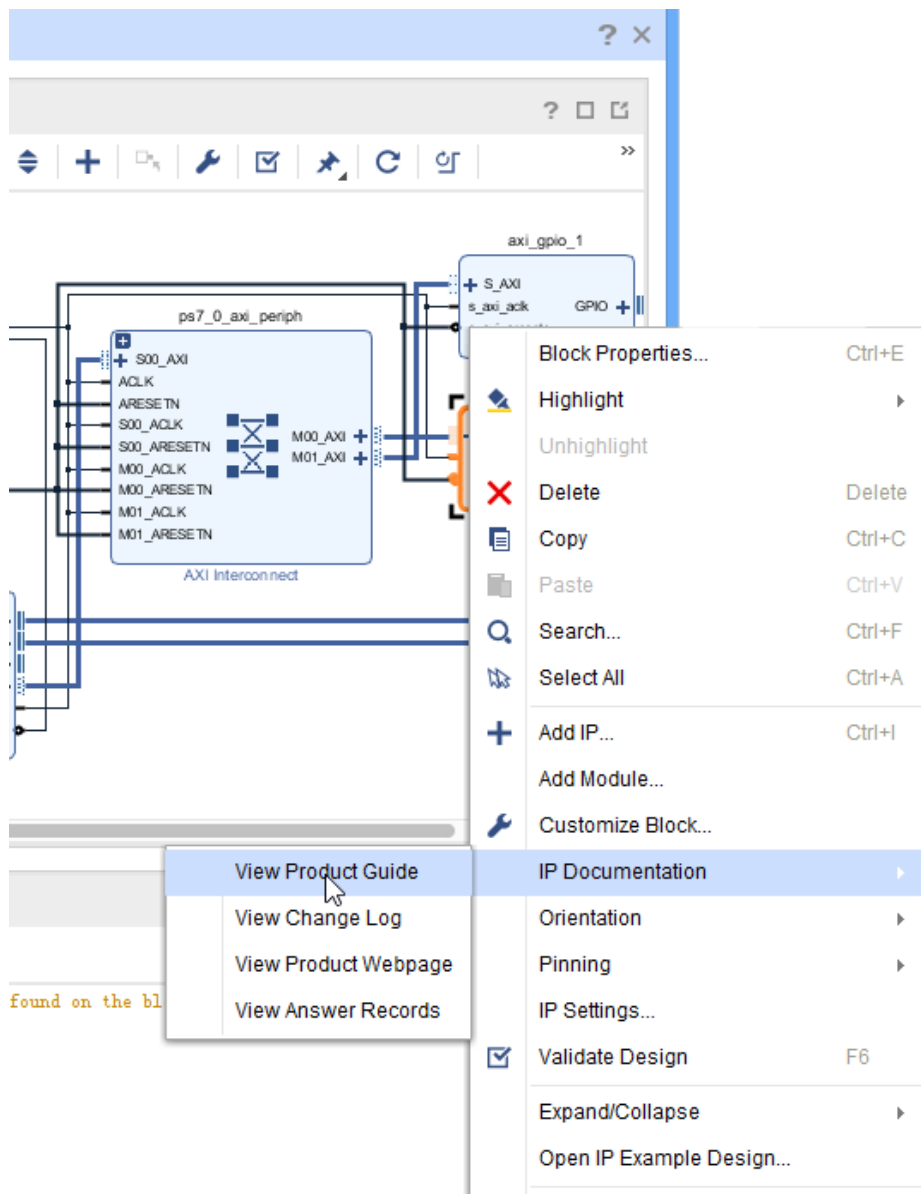 axi_gpio_1
S_AXI
s_axi_aclk
GPIO
ps7_0_axi_periph
S00_AXI
ACLK
ARESETN
S00_ACLK
S00_ARESETN
M00_ACLK
M00_ARESETN
M01_ACLK
M01_ARESETN
M00_AXI
M01_AXI
AXI Interconnect
Block Properties... Ctrl+E
Highlight
Unhighlight
Delete Delete
Copy Ctrl+C
Paste Ctrl+V
Search... Ctrl+F
Select All Ctrl+A
Add IP... Ctrl+I
Add Module...
Customize Block...
IP Documentation
Orientation
Pinning
IP Settings...
Validate Design F6
Expand/Collapse
Open IP Example Design...
View Product Guide
View Change Log
View Product Webpage
View Answer Records
found on the bl